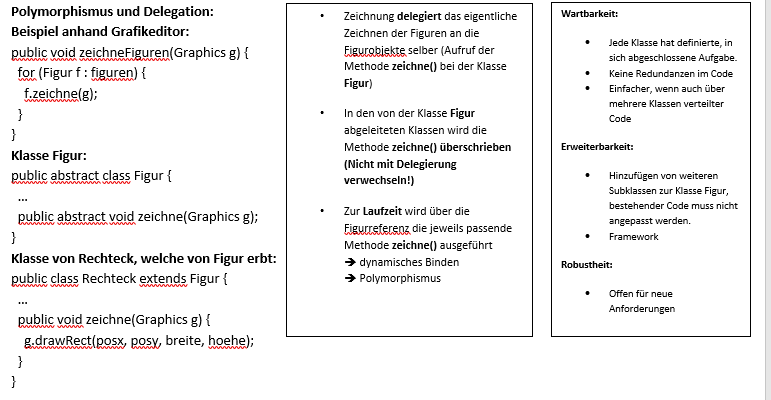 Polymorphismus und Delegation:
Beispiel anhand Grafikeditor:
public void zeichneFiguren(Graphics g) {
for (Figur f : figuren) {
f.zeichne(g);
}
}
Klasse Figur:
public abstract class Figur {
...
public abstract void zeichne(Graphics g);
}
Klasse von Rechteck, welche von Figur erbt:
public class Rechteck extends Figur {
...
public void zeichne(Graphics g) {
g.drawRect(posx, posy, breite, hoehe);
}
}
• Zeichnung delegiert das eigentliche
Zeichnen der Figuren an die
Figurobjekte selber (Aufruf der
Methode zeichne() bei der Klasse
Figur)
• In den von der Klasse Figur
abgeleiteten Klassen wird die
Methode zeichne() überschrieben
(Nicht mit Delegierung
verwechseln!)
• Zur Laufzeit wird über die
Figurreferenz die jeweils passende
Methode zeichne() ausgeführt
➔ dynamisches Binden
➔ Polymorphismus
Wartbarkeit:
• Jede Klasse hat definierte, in
sich abgeschlossene Aufgabe.
• Keine Redundanzen im Code
• Einfacher, wenn auch über
mehrere Klassen verteilter
Code
Erweiterbarkeit:
• Hinzufügen von weiteren
Subklassen zur Klasse Figur,
bestehender Code muss nicht
angepasst werden.
• Framework
Robustheit:
• Offen für neue
Anforderungen